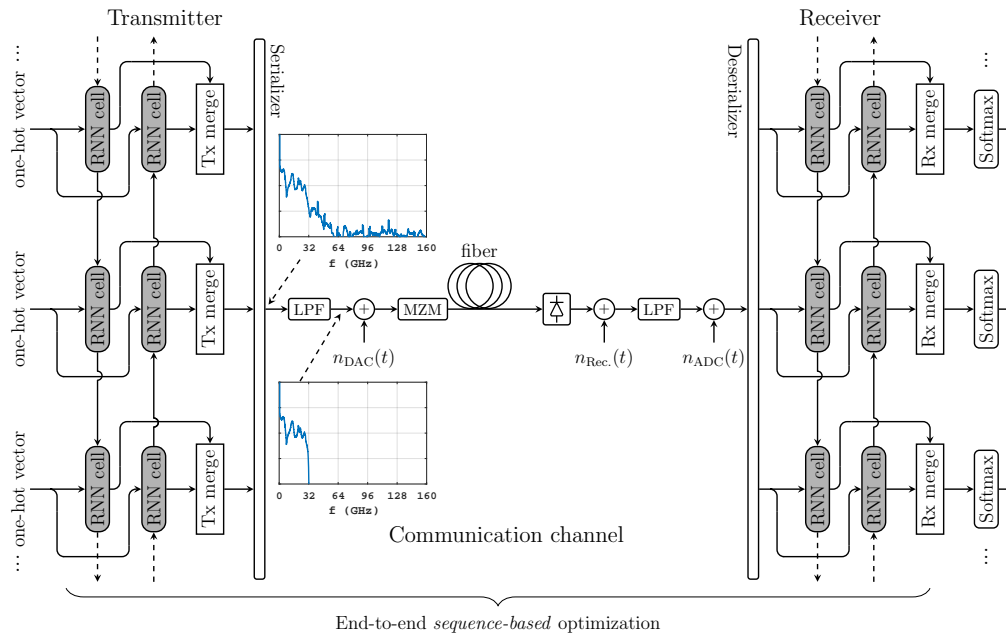 Transmitter
Receiver
one-hot vector ⋯
RNN cell
RNN cell
Tx merge
Serializer
Deserializer
RNN cell
RNN cell
Rx merge
Softmax
⋯
0 32 64 96 128 160
f (GHz)
one-hot vector
RNN cell
RNN cell
Tx merge
LPF
+
MZM
fiber
+
LPF
+
RNN cell
RNN cell
Rx merge
Softmax
n_DAC(t)
n_Rec.(t)
n_ADC(t)
0 32 64 96 128 160
f (GHz)
⋯ one-hot vector
RNN cell
RNN cell
Tx merge
RNN cell
RNN cell
Rx merge
Softmax
⋯
Communication channel
End-to-end sequence-based optimization